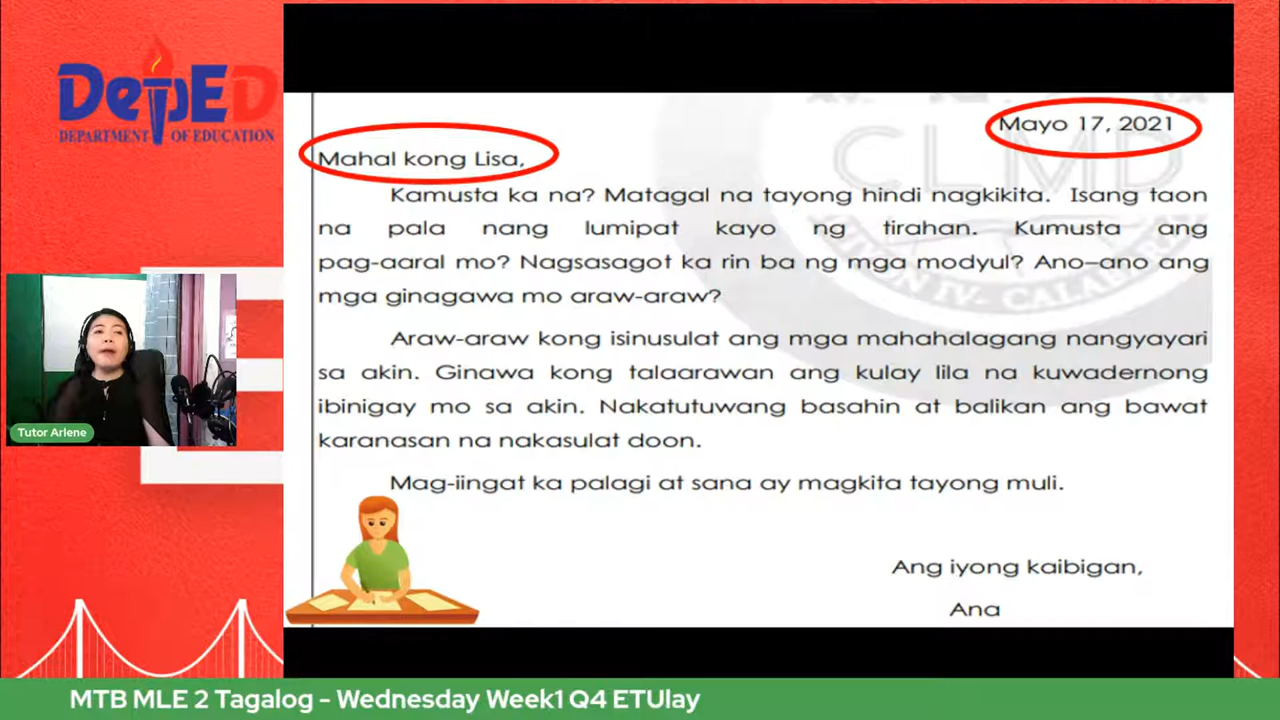 DepED
DEPARTMENT OF EDUCATION
Mayo 17, 2021
Mahal kong Lisa,
Kamusta ka na? Matagal na tayong hindi nagkikita. Isang taon
na pala nang lumipat kayo ng tirahan. Kumusta ang
pag-aaral mo? Nagsasagot ka rin ba ng mga modyul? Ano–ano ang
mga ginagawa mo araw-araw?
Araw-araw kong isinusulat ang mga mahahalagang nangyayari
sa akin. Ginawa kong talaarawan ang kulay lila na kuwadernong
ibinigay mo sa akin. Nakatutuwang basahin at balikan ang bawat
karanasan na nakasulat doon.
Mag-iingat ka palagi at sana ay magkita tayong muli.
Ang iyong kaibigan,
Ana
CLMD
Tutor Arlene
MTB MLE 2 Tagalog - Wednesday Week1 Q4 ETUlay